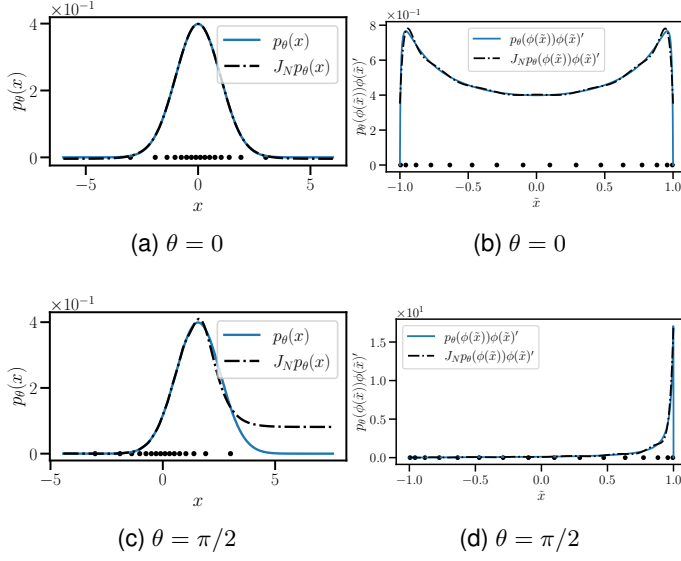 ×10⁻¹
4
2
0
p_θ(x)
p_θ(x)
J_N p_θ(x)
−5
0
5
x
(a) θ = 0
×10⁻¹
8
6
4
2
0
p_θ(φ(x̃))φ(x̃)′
p_θ(φ(x̃))φ(x̃)′
J_N p_θ(φ(x̃))φ(x̃)′
−1.0
−0.5
0.0
0.5
1.0
x̃
(b) θ = 0
×10⁻¹
4
2
0
p_θ(x)
p_θ(x)
J_N p_θ(x)
−5
0
5
x
(c) θ = π/2
×10¹
1.5
1.0
0.5
0.0
p_θ(φ(x̃))φ(x̃)′
p_θ(φ(x̃))φ(x̃)′
J_N p_θ(φ(x̃))φ(x̃)′
−1.0
−0.5
0.0
0.5
1.0
x̃
(d) θ = π/2